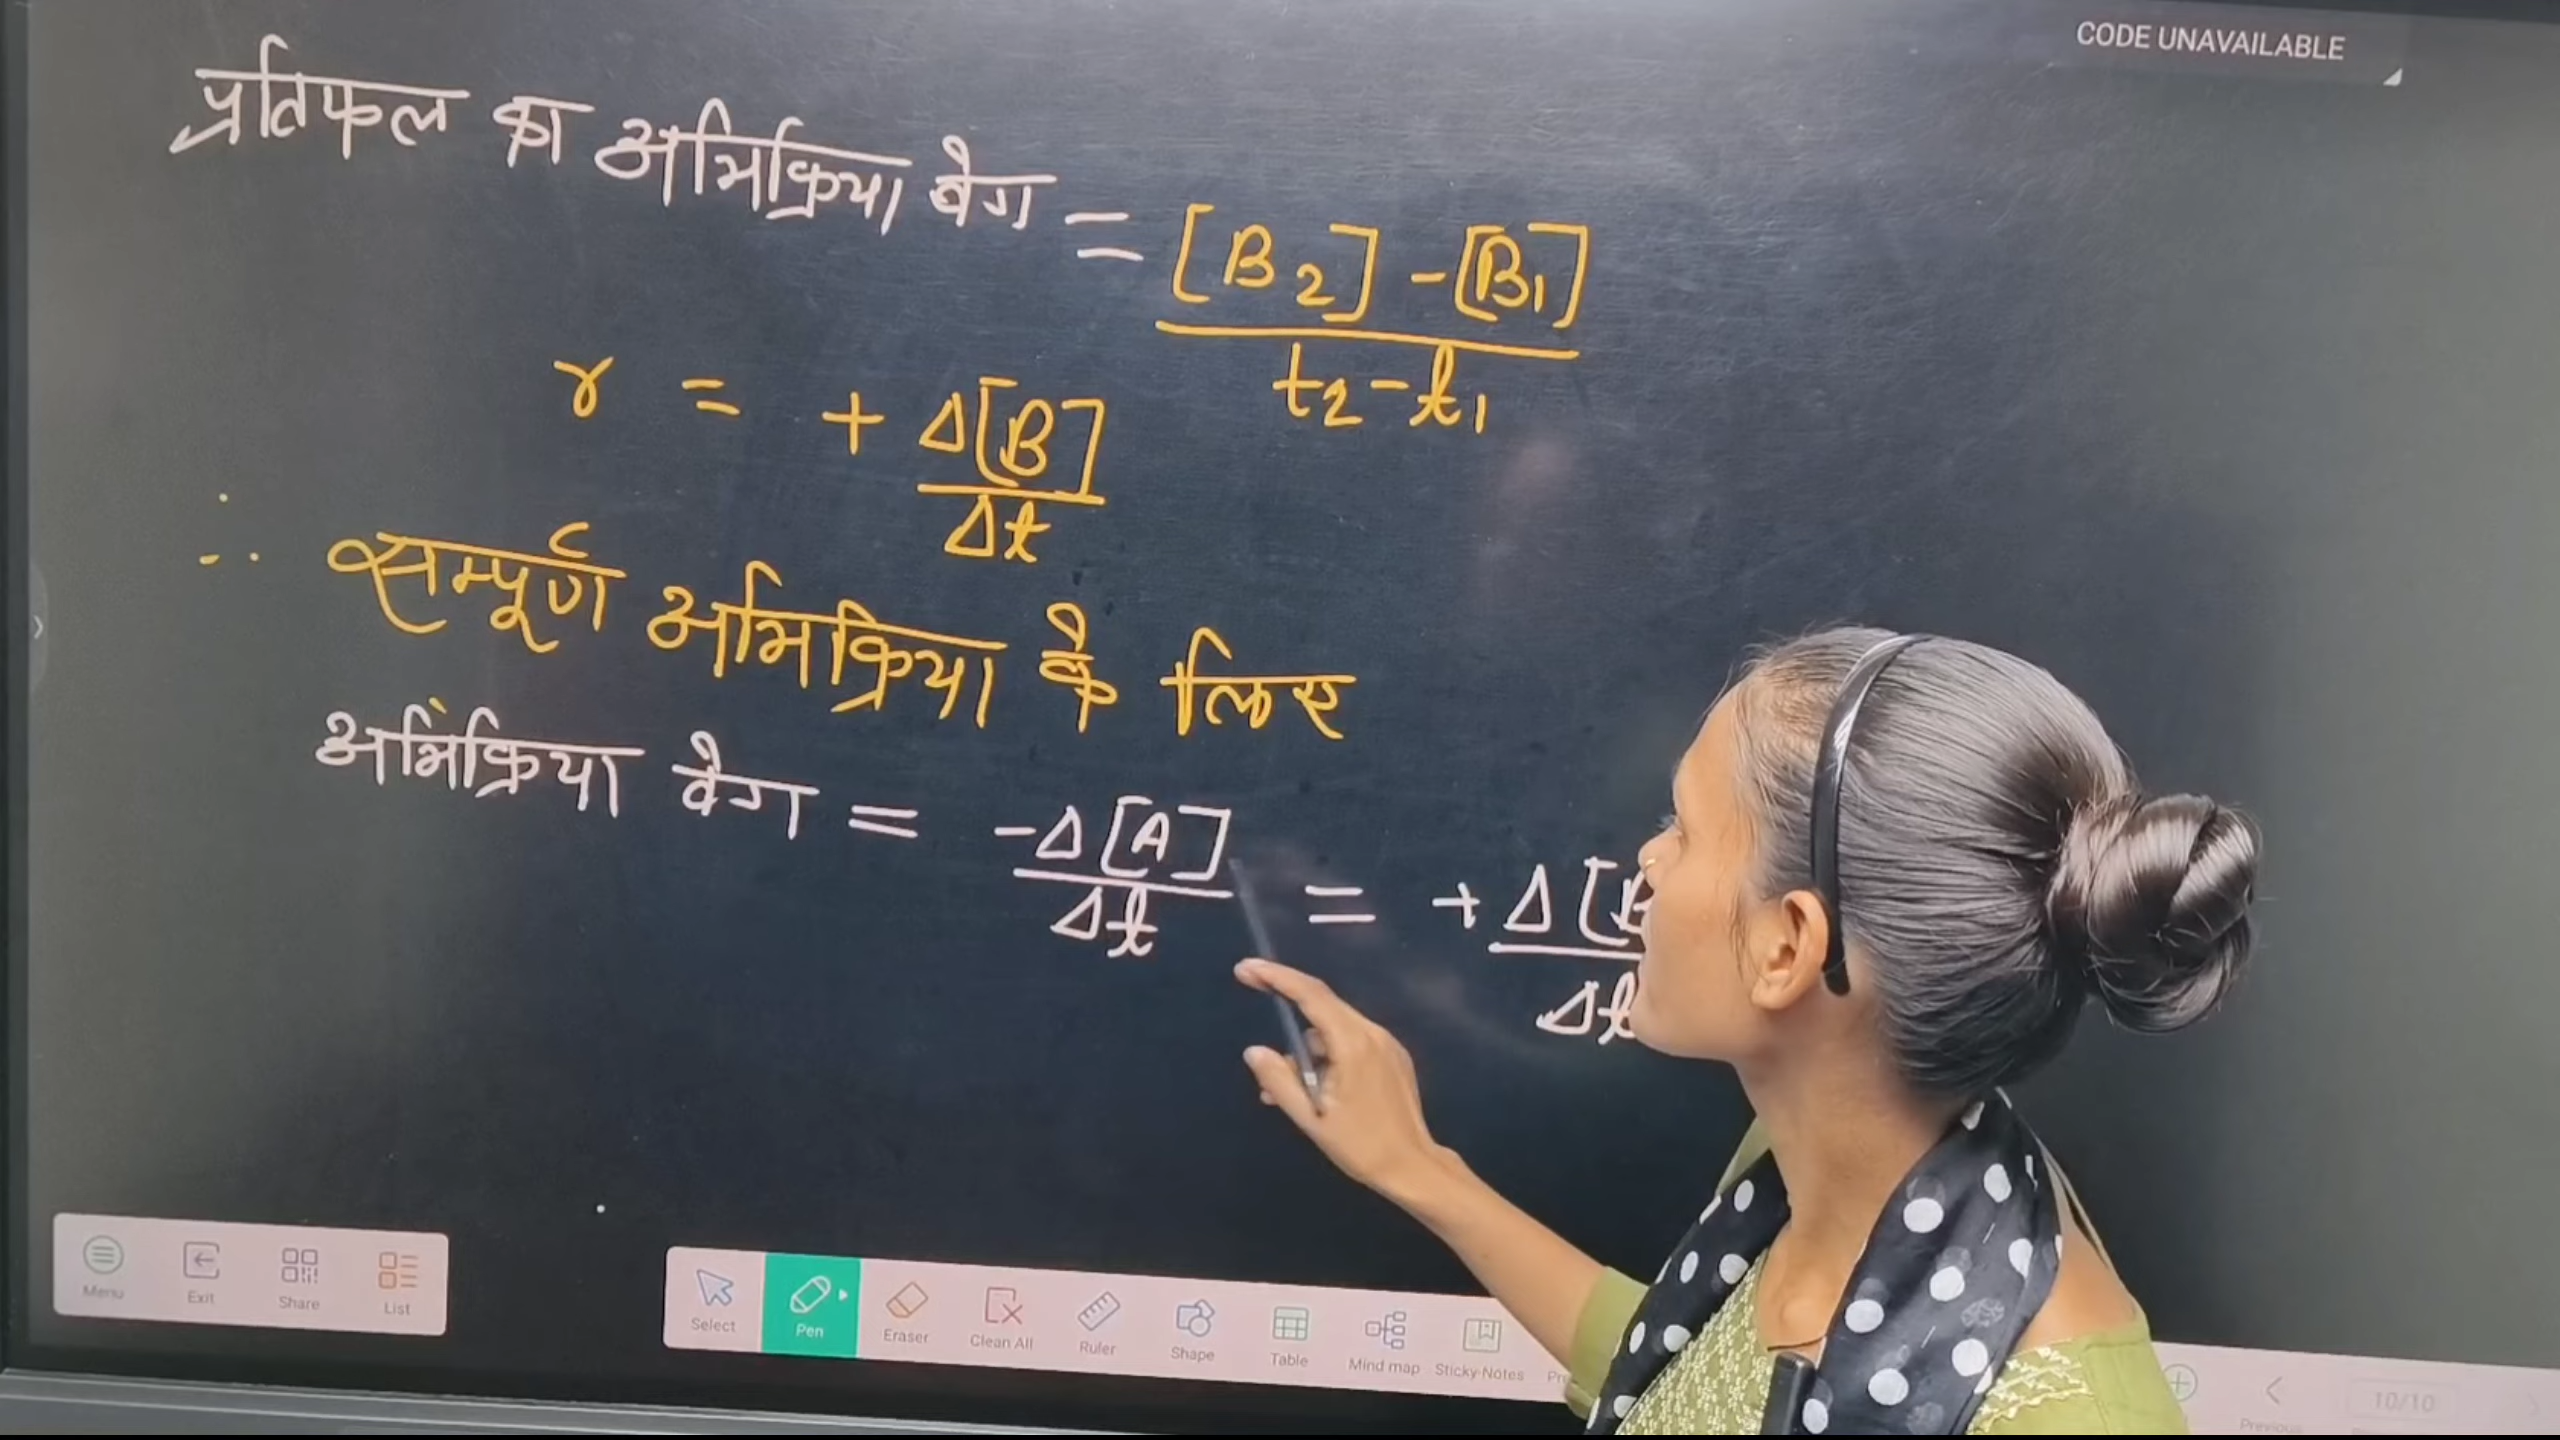 CODE UNAVAILABLE
प्रतिफल का अभिक्रिया वेग = [B2] - [B1]
t2 - t1
r = + Δ[B]
Δt
∴ सम्पूर्ण अभिक्रिया के लिए
अभिंक्रिया वेग = -Δ[A] = + Δ[B
Δt Δt
Menu Exit Share List
Select Pen Eraser Clean All Ruler Shape Table Mind map Sticky Notes
Previous 10/10